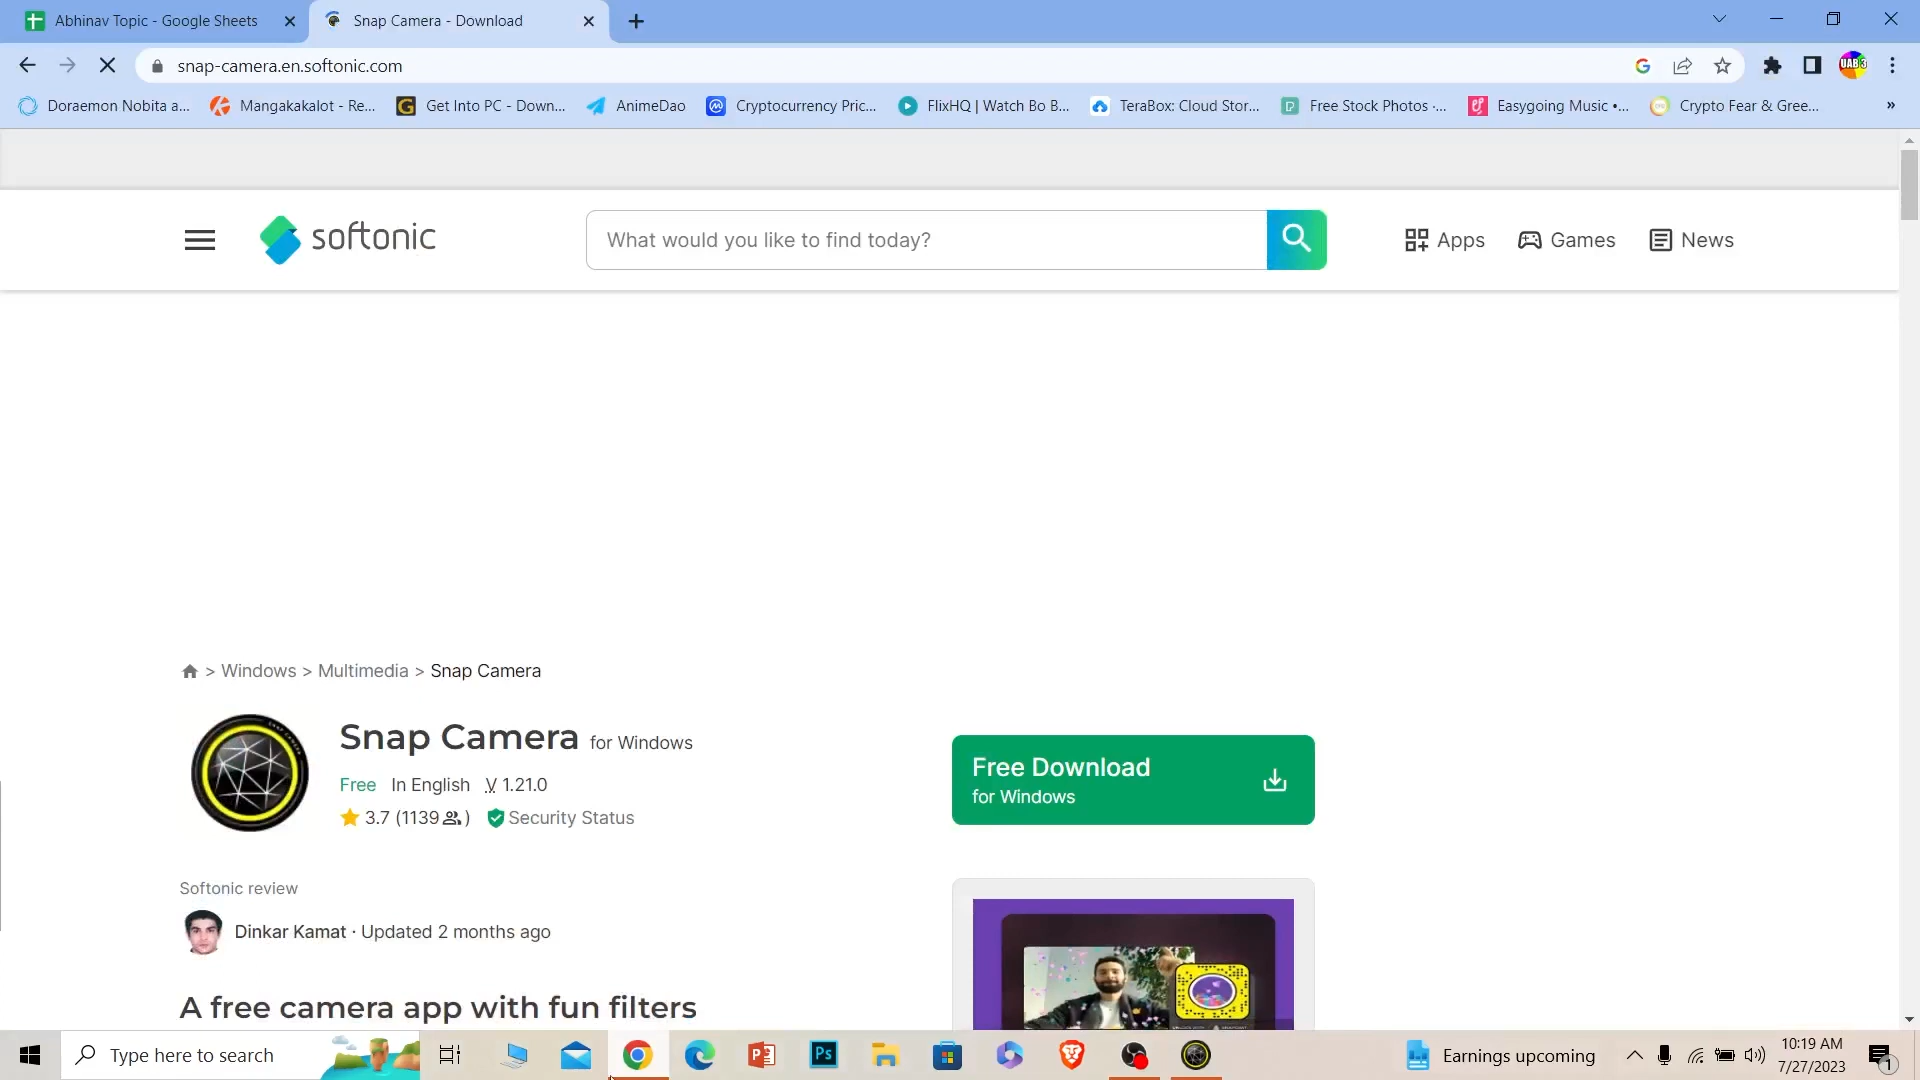 Abhinav Topic - Google Sheets
Snap Camera - Download
snap-camera.en.softonic.com
UAB 3
Doraemon Nobita a...
Mangakakalot - Re...
Get Into PC - Down...
AnimeDao
Cryptocurrency Pric...
FlixHQ | Watch Bo B...
TeraBox: Cloud Stor...
Free Stock Photos ·...
Easygoing Music •...
Crypto Fear & Gree...
»
softonic
What would you like to find today?
Apps
Games
News
> Windows > Multimedia > Snap Camera
Snap Camera for Windows
Free In English V 1.21.0
3.7 (1139 )
Security Status
Free Download
for Windows
Softonic review
Dinkar Kamat · Updated 2 months ago
A free camera app with fun filters
Type here to search
Ps
Earnings upcoming
10:19 AM
7/27/2023
1